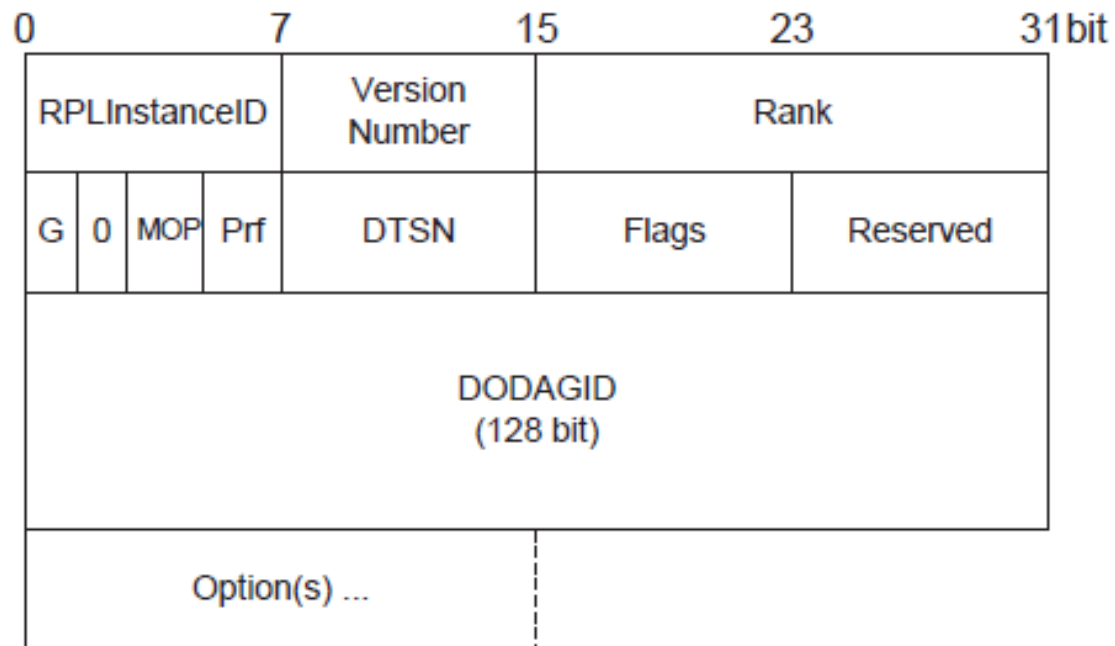 0 7 15 23 31bit
RPLInstanceID Version Number Rank
G 0 MOP Prf DTSN Flags Reserved
DODAGID
(128 bit)
Option(s) ...